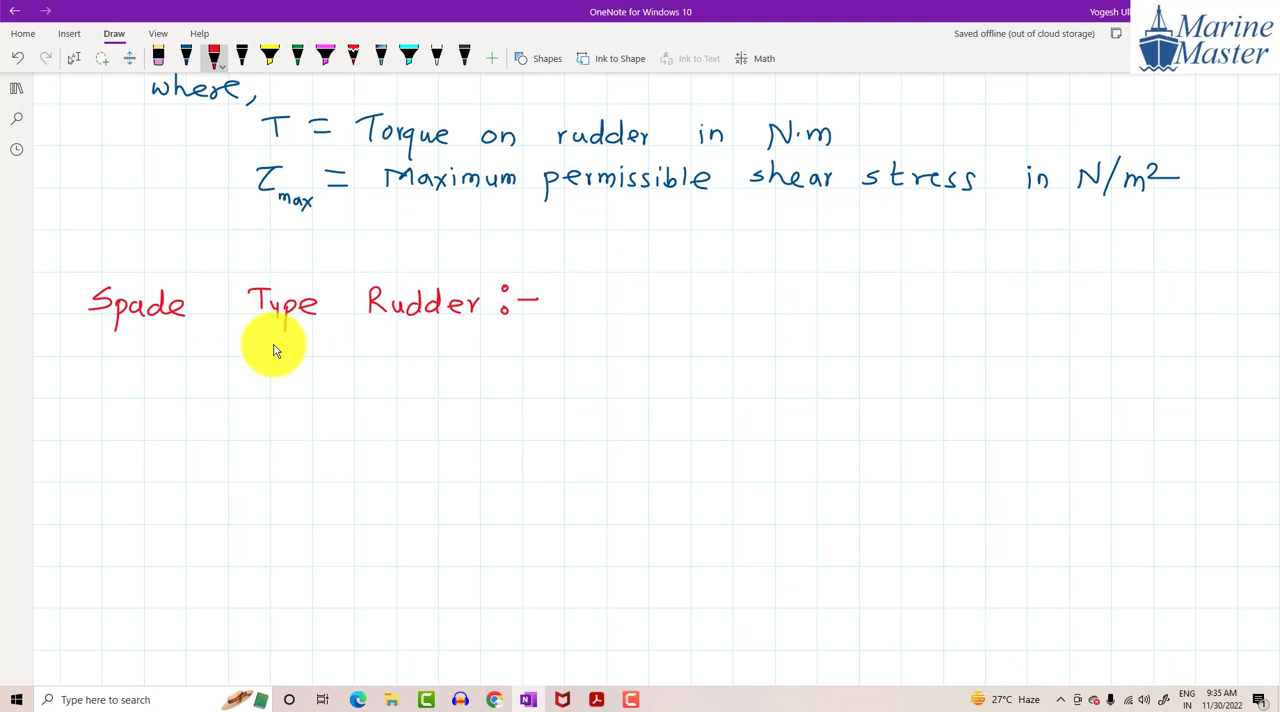 OneNote for Windows 10
Yogesh Ull
Home Insert Draw View Help
Saved offline (out of cloud storage)
Marine
Master
Shapes Ink to Shape Ink to Text Math
where,
T = Torque on rudder in N·m
τmax = Maximum permissible shear stress in N/m²
Spade Type Rudder :-
Type here to search
27°C Haze
ENG
IN
9:35 AM
11/30/2022